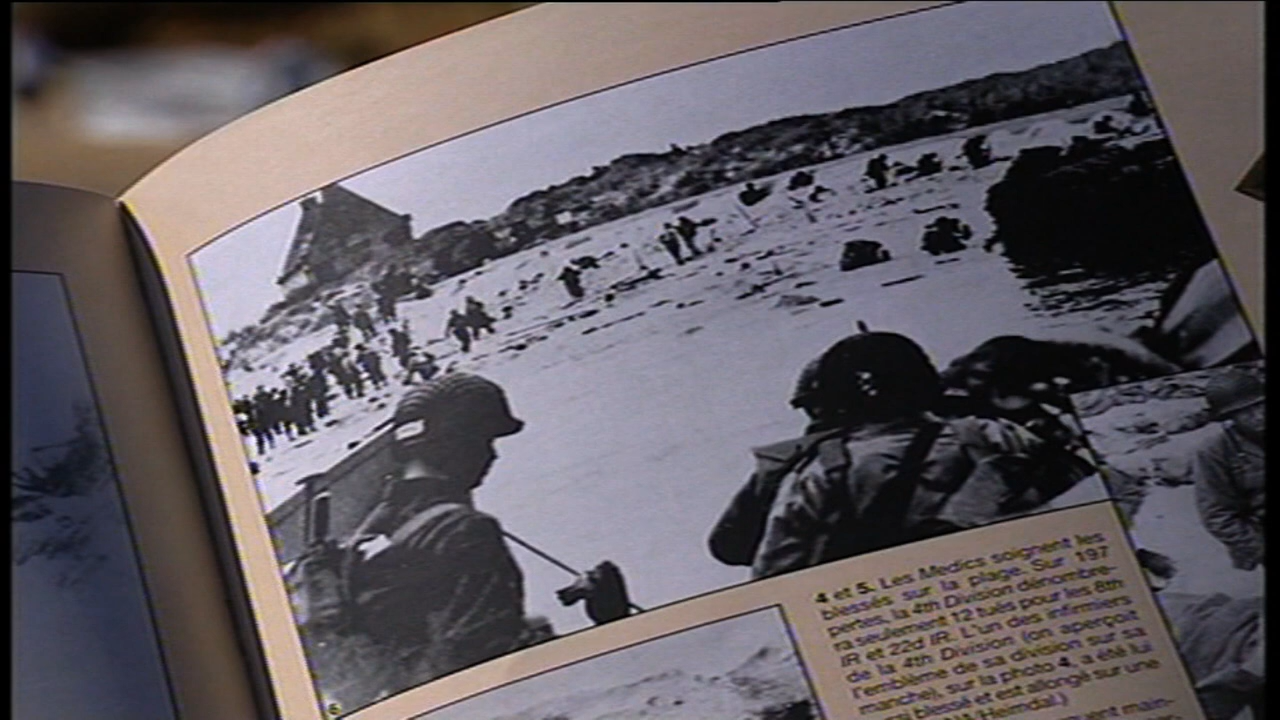 4 et 5. Les Medics soignent les
blessés sur la plage. Sur 197
pertes, la 4th Division dénombre-
ra seulement 12 tués pour les 8th
IR et 22d IR. L'un des infirmiers
de la 4th Division (on aperçoit
l'emblème de sa division sur sa
manche), sur la photo 4, a été lui
aussi blessé et est allongé sur une
Heimdal.)
main-
6